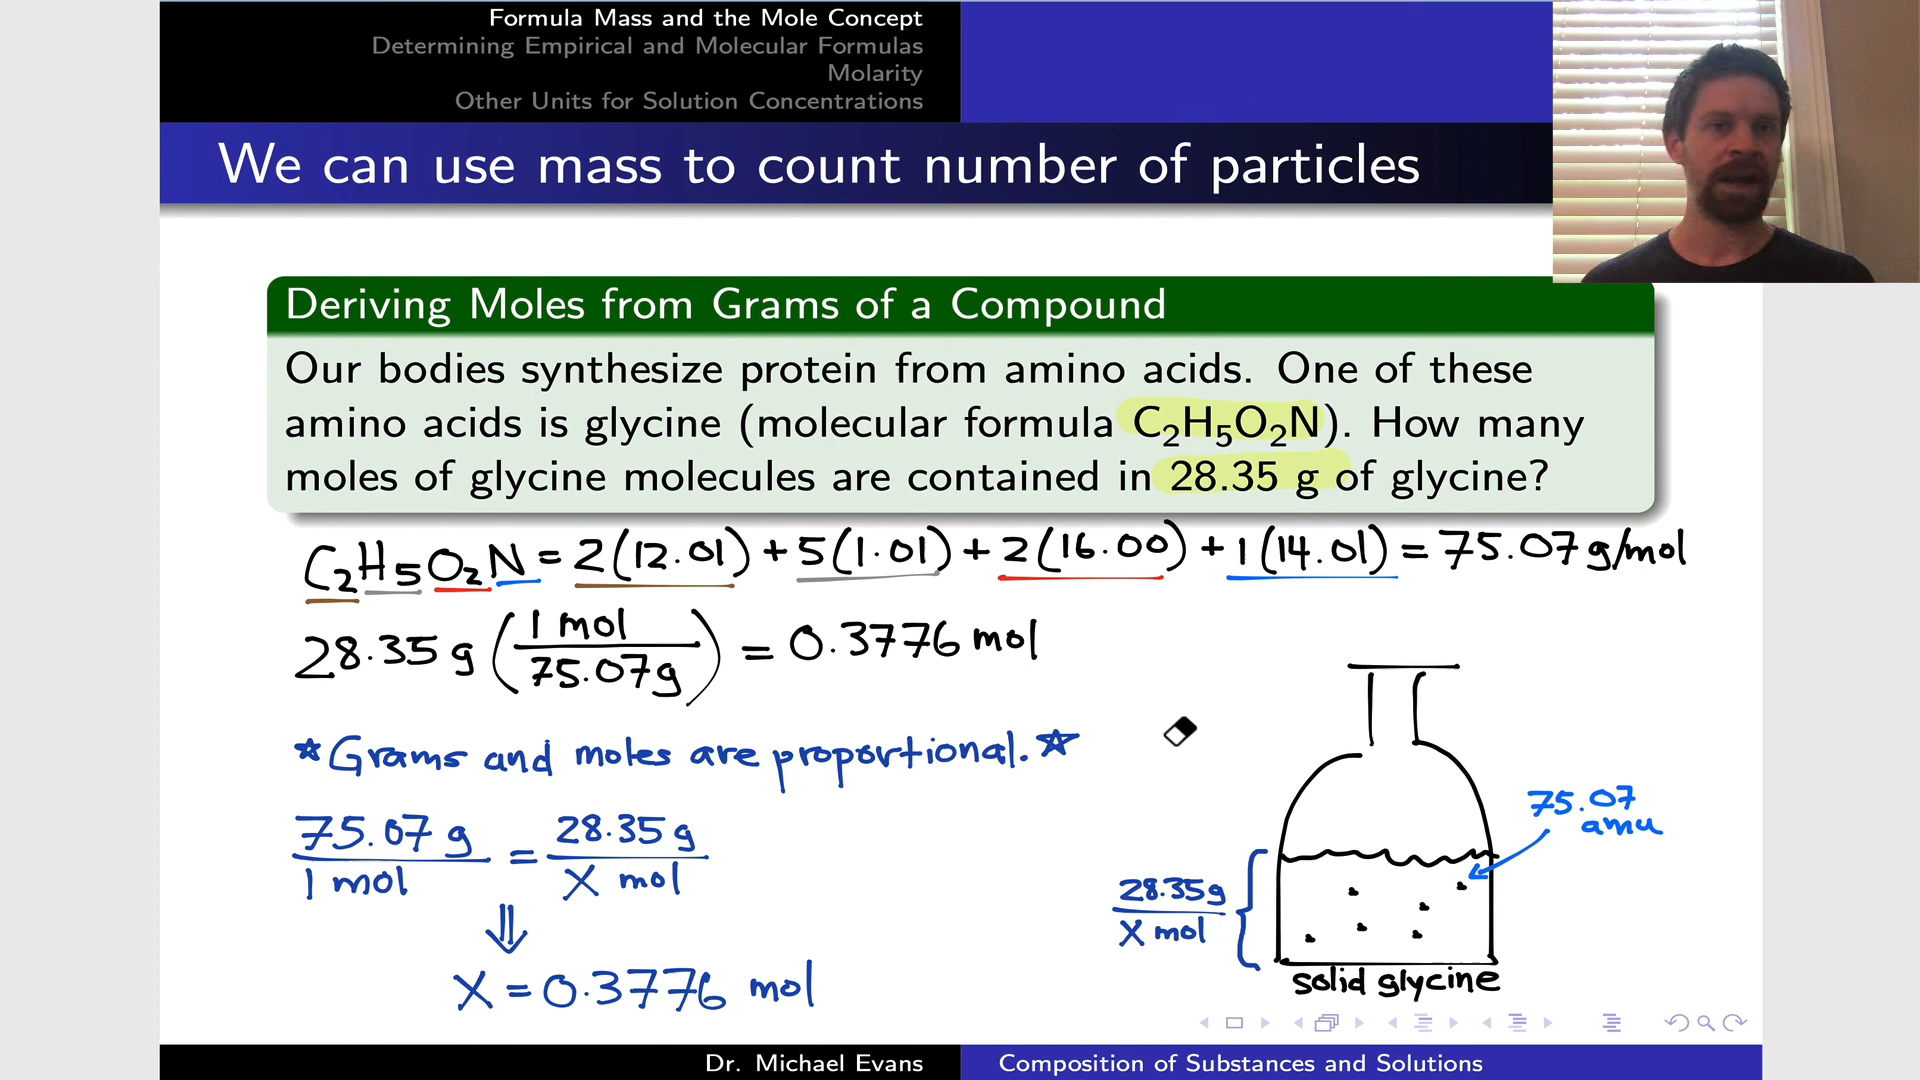 Formula Mass and the Mole Concept
Determining Empirical and Molecular Formulas
Molarity
Other Units for Solution Concentrations
We can use mass to count number of particles
Deriving Moles from Grams of a Compound
Our bodies synthesize protein from amino acids. One of these
amino acids is glycine (molecular formula C₂H₅O₂N). How many
moles of glycine molecules are contained in 28.35 g of glycine?
C₂H₅O₂N = 2(12.01) + 5(1.01) + 2(16.00) + 1(14.01) = 75.07 g/mol
28.35 g (1 mol / 75.07 g) = 0.3776 mol
☆Grams and moles are proportional.☆
75.07 g / 1 mol = 28.35 g / X mol
⇓
X = 0.3776 mol
75.07
amu
28.35 g
X mol
solid glycine
Dr. Michael Evans
Composition of Substances and Solutions